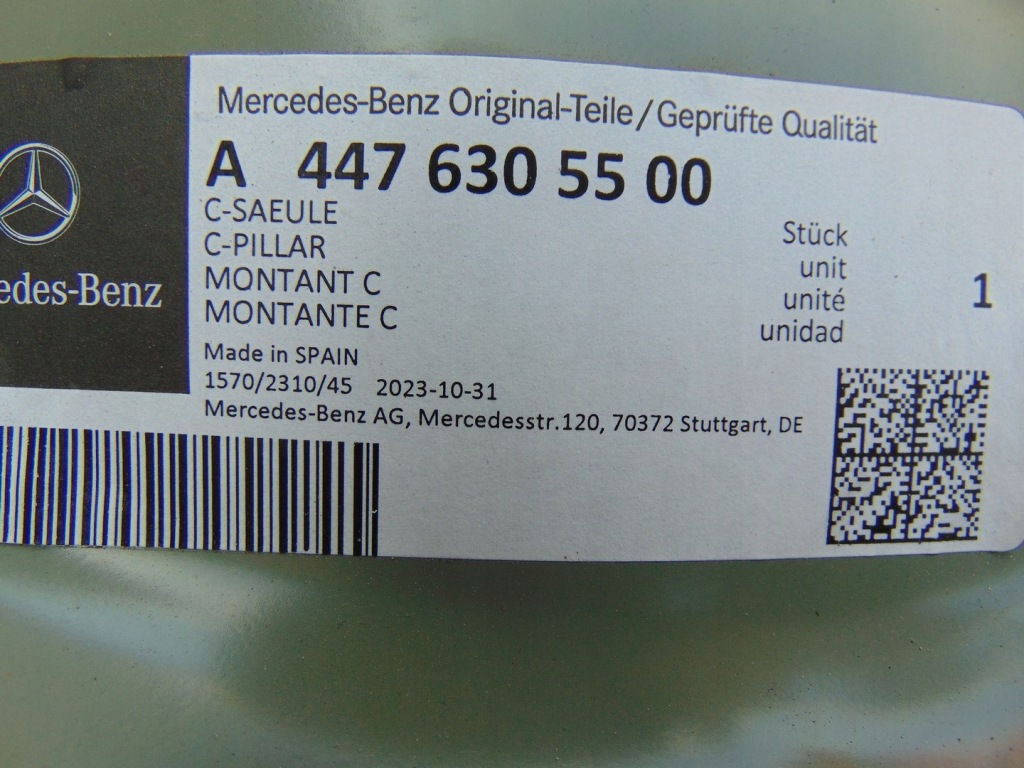 Mercedes-Benz Original-Teile/Geprüfte Qualität
A 447 630 55 00
C-SAEULE
C-PILLAR
MONTANT C
MONTANTE C
Stück
unit
unité
unidad
1
edes-Benz
Made in SPAIN
1570/2310/45 2023-10-31
Mercedes-Benz AG, Mercedesstr.120, 70372 Stuttgart, DE